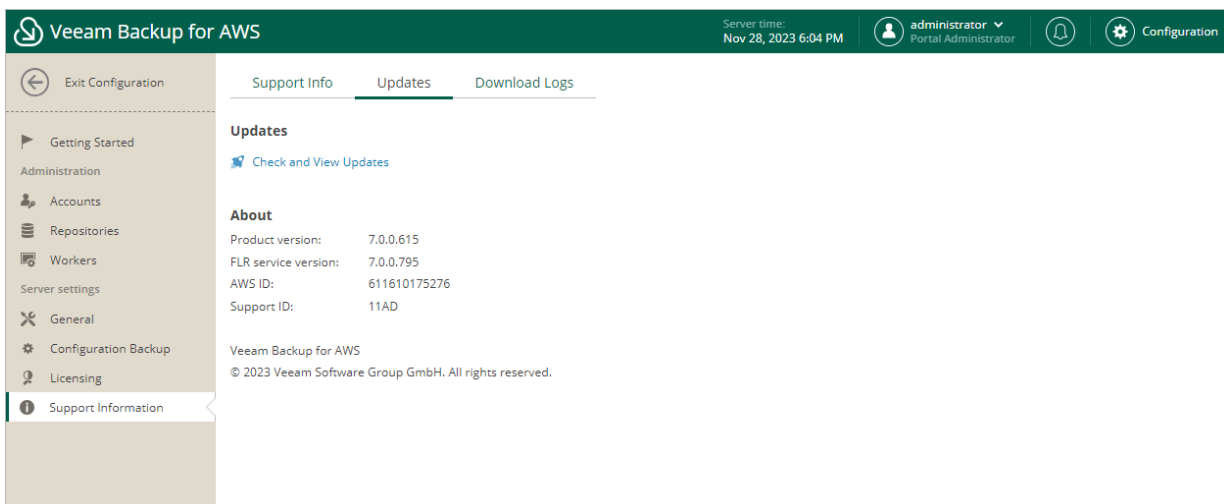 Veeam Backup for AWS
Server time:
Nov 28, 2023 6:04 PM
administrator
Portal Administrator
Configuration
Exit Configuration
Getting Started
Administration
Accounts
Repositories
Workers
Server settings
General
Configuration Backup
Licensing
Support Information
Support Info Updates Download Logs
Updates
Check and View Updates
About
Product version: 7.0.0.615
FLR service version: 7.0.0.795
AWS ID: 611610175276
Support ID: 11AD
Veeam Backup for AWS
© 2023 Veeam Software Group GmbH. All rights reserved.